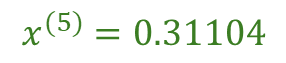 x⁽⁵⁾ = 0.31104